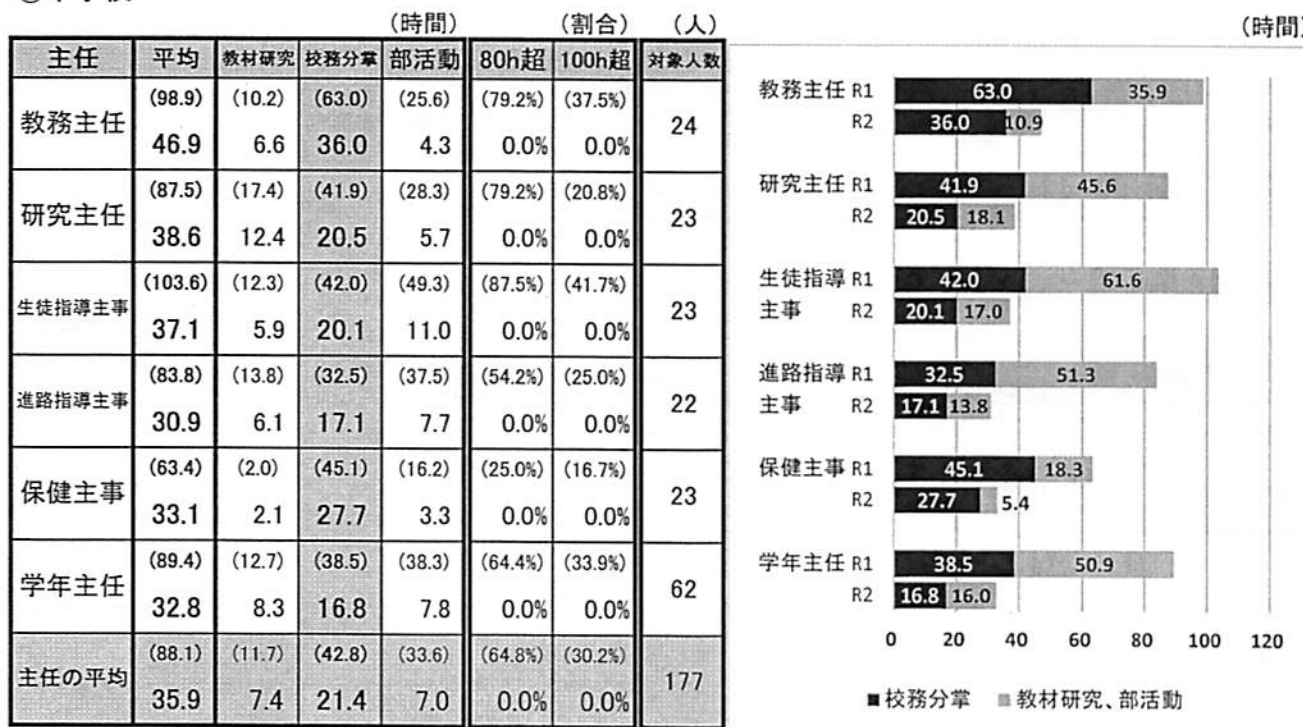 (時間) (割合) (人)
主任 平均 教材研究 校務分掌 部活動 80h超 100h超 対象人数
教務主任 (98.9) (10.2) (63.0) (25.6) (79.2%) (37.5%) 24
46.9 6.6 36.0 4.3 0.0% 0.0%
研究主任 (87.5) (17.4) (41.9) (28.3) (79.2%) (20.8%) 23
38.6 12.4 20.5 5.7 0.0% 0.0%
生徒指導主事 (103.6) (12.3) (42.0) (49.3) (87.5%) (41.7%) 23
37.1 5.9 20.1 11.0 0.0% 0.0%
進路指導主事 (83.8) (13.8) (32.5) (37.5) (54.2%) (25.0%) 22
30.9 6.1 17.1 7.7 0.0% 0.0%
保健主事 (63.4) (2.0) (45.1) (16.2) (25.0%) (16.7%) 23
33.1 2.1 27.7 3.3 0.0% 0.0%
学年主任 (89.4) (12.7) (38.5) (38.3) (64.4%) (33.9%) 62
32.8 8.3 16.8 7.8 0.0% 0.0%
主任の平均 (88.1) (11.7) (42.8) (33.6) (64.8%) (30.2%) 177
35.9 7.4 21.4 7.0 0.0% 0.0%
(時間)
教務主任 R1 63.0 35.9
R2 36.0 10.9
研究主任 R1 41.9 45.6
R2 20.5 18.1
生徒指導 R1 42.0 61.6
主事 R2 20.1 17.0
進路指導 R1 32.5 51.3
主事 R2 17.1 13.8
保健主事 R1 45.1 18.3
R2 27.7 5.4
学年主任 R1 38.5 50.9
R2 16.8 16.0
0 20 40 60 80 100 120
■校務分掌 ■教材研究、部活動